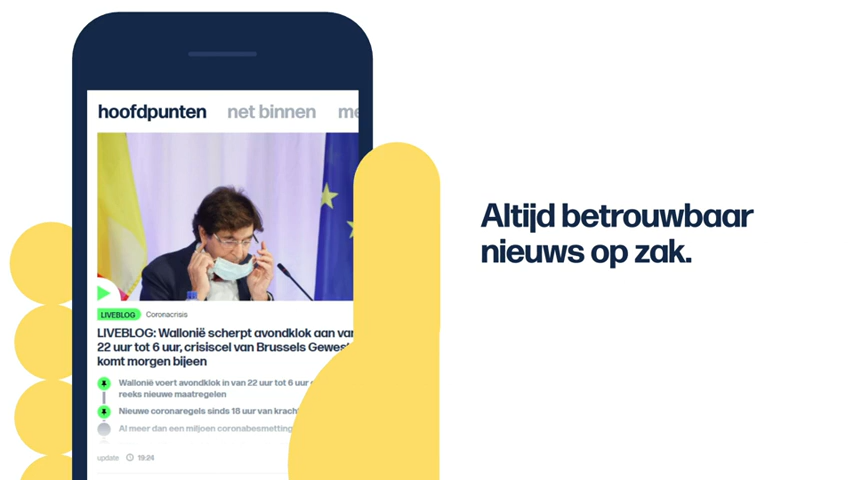 hoofdpunten net binnen
LIVEBLOG Coronacrisis
LIVEBLOG: Wallonië scherpt avondklok aan van
22 uur tot 6 uur, crisiscel van Brussels Gewest
komt morgen bijeen
Wallonië voert avondklok in van 22 uur tot 6 uur
reeks nieuwe maatregelen
Nieuwe coronaregels sinds 18 uur van kracht
Al meer dan een miljoen coronabesmetting
update 19:24
Altijd betrouwbaar
nieuws op zak.